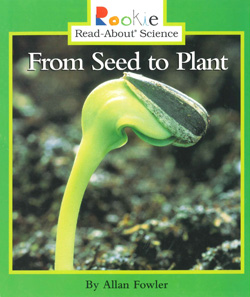 Rookie
Read-About® Science
From Seed to Plant
By Allan Fowler